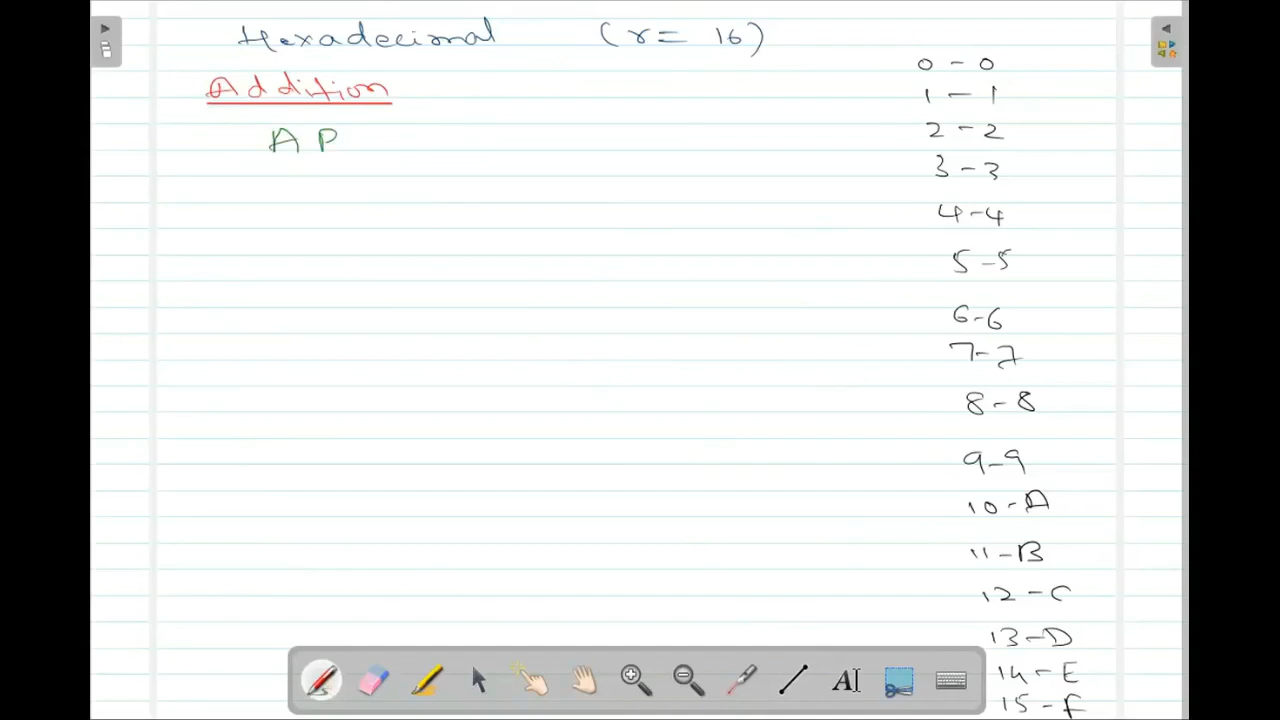 Hexadecimal (r = 16)
Addition
A P
0 - 0
1 - 1
2 - 2
3 - 3
4 - 4
5 - 5
6 - 6
7 - 7
8 - 8
9 - 9
10 - A
11 - B
12 - C
13 - D
14 - E
15 - F
AI